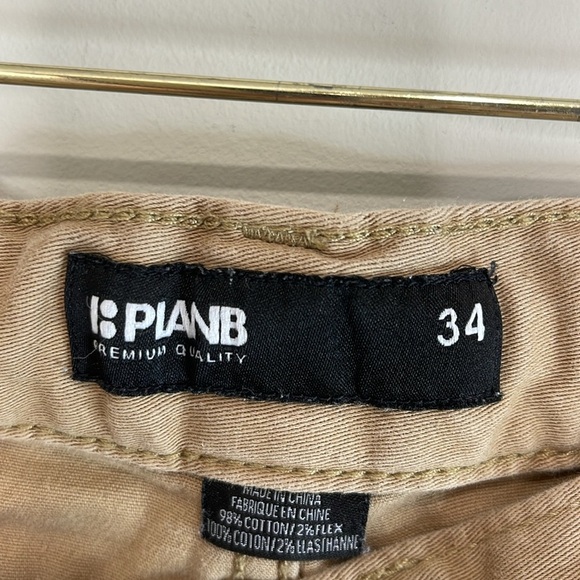 PLANB
PREMIUM QUALITY
34
MADE IN CHINA
FABRIQUE EN CHINE
98% COTTON/2% FLEX
100% COTON/2% ELASTHANNE